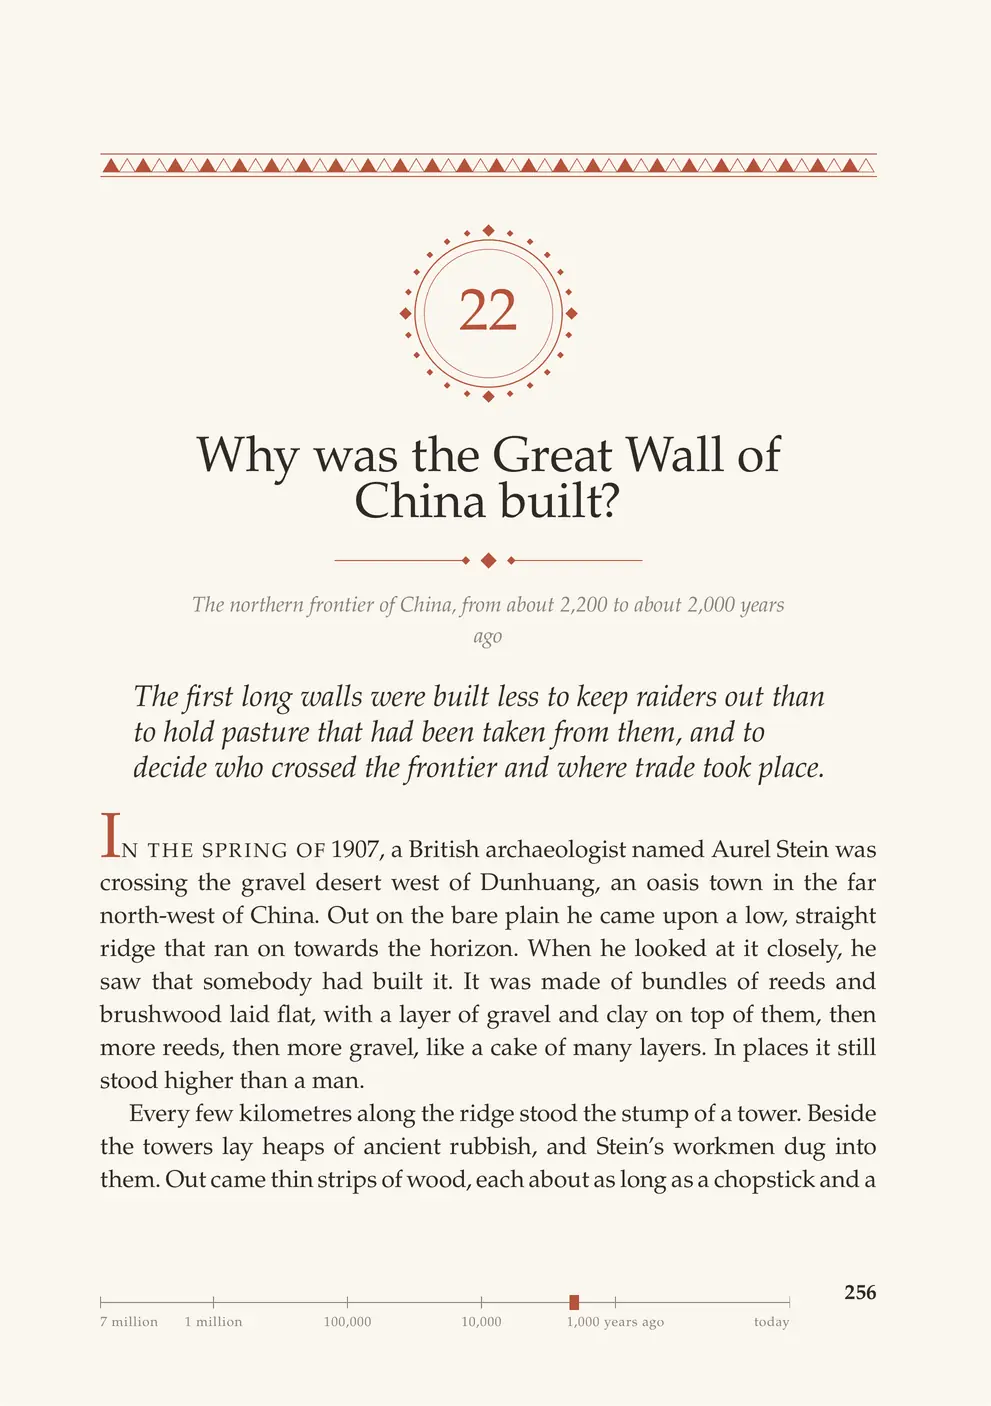 22
Why was the Great Wall of
China built?
The northern frontier of China, from about 2,200 to about 2,000 years
ago
The first long walls were built less to keep raiders out than
to hold pasture that had been taken from them, and to
decide who crossed the frontier and where trade took place.
IN THE SPRING OF 1907, a British archaeologist named Aurel Stein was
crossing the gravel desert west of Dunhuang, an oasis town in the far
north-west of China. Out on the bare plain he came upon a low, straight
ridge that ran on towards the horizon. When he looked at it closely, he
saw that somebody had built it. It was made of bundles of reeds and
brushwood laid flat, with a layer of gravel and clay on top of them, then
more reeds, then more gravel, like a cake of many layers. In places it still
stood higher than a man.
Every few kilometres along the ridge stood the stump of a tower. Beside
the towers lay heaps of ancient rubbish, and Stein’s workmen dug into
them. Out came thin strips of wood, each about as long as a chopstick and a
256
7 million 1 million 100,000 10,000 1,000 years ago today